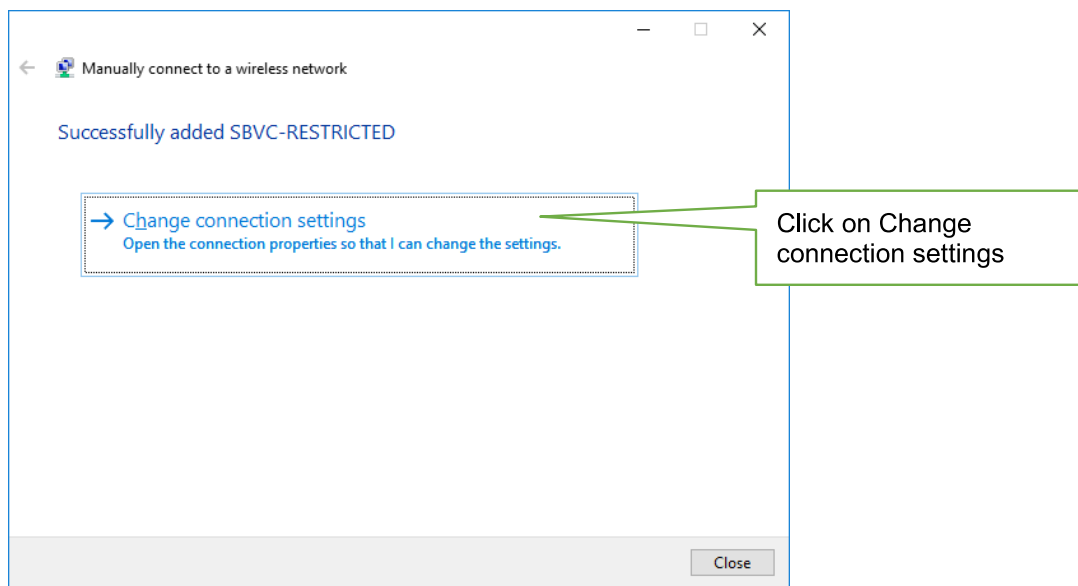 Manually connect to a wireless network
Successfully added SBVC-RESTRICTED
Change connection settings
Open the connection properties so that I can change the settings.
Click on Change
connection settings
Close